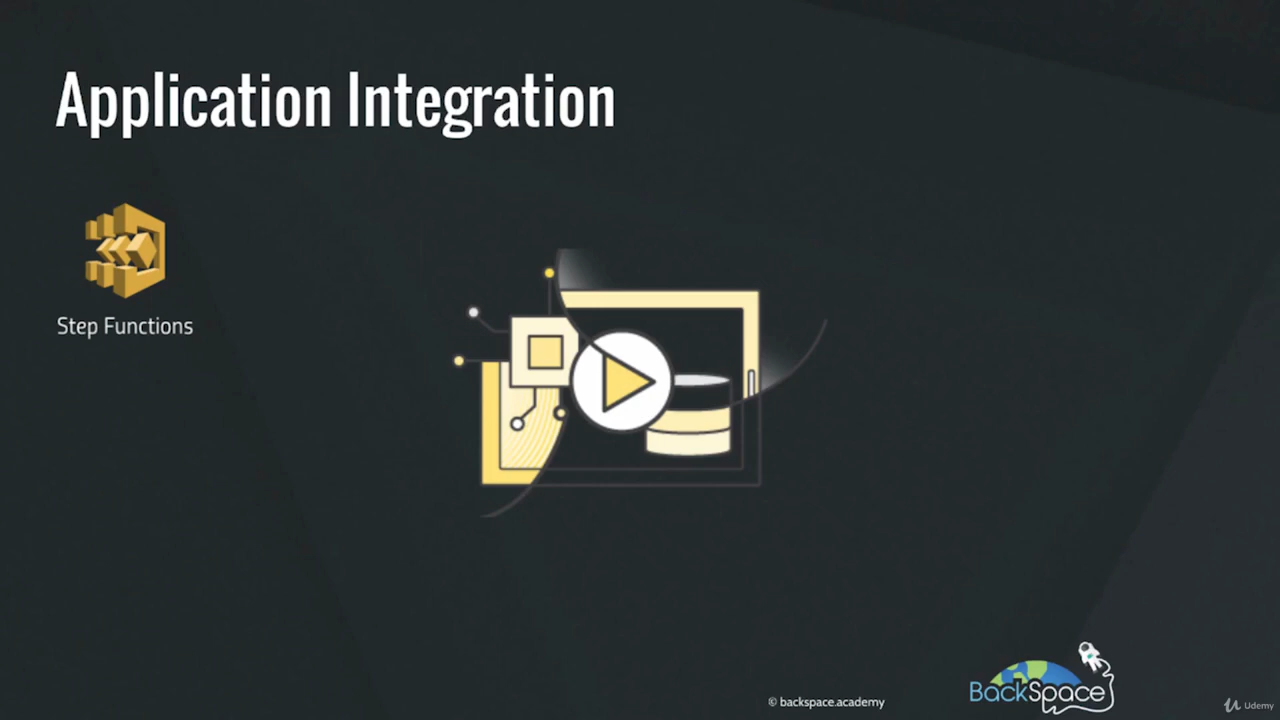 Application Integration
Step Functions
© backspace.academy
BackSpace
Udemy